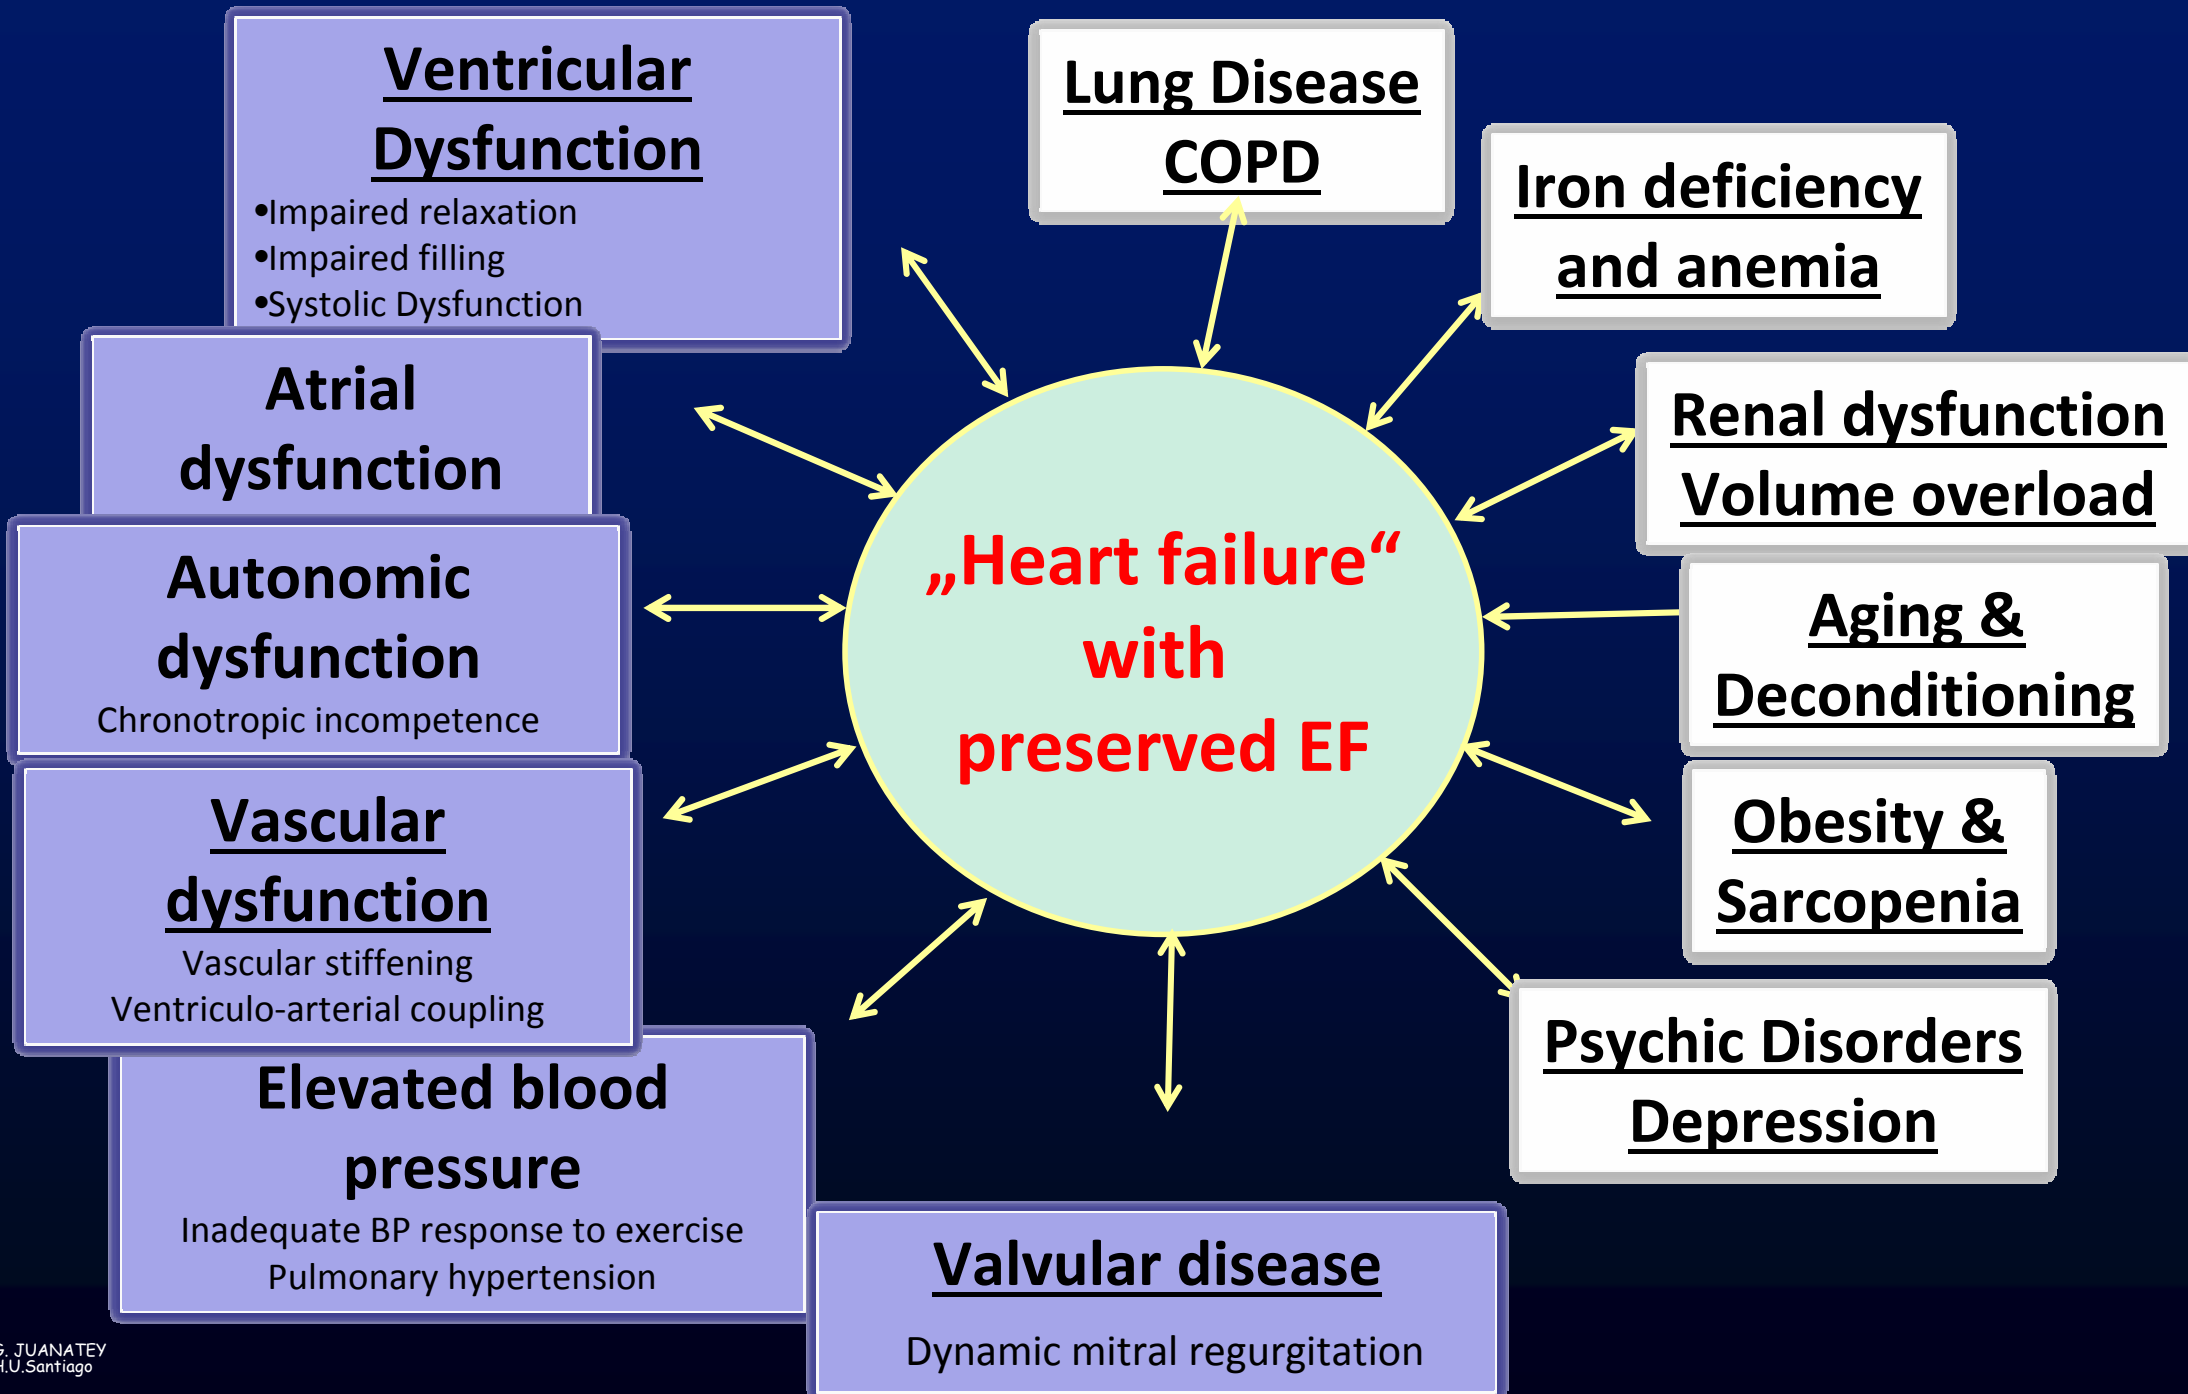 Ventricular
Dysfunction
•Impaired relaxation
•Impaired filling
•Systolic Dysfunction
Atrial
dysfunction
Autonomic
dysfunction
Chronotropic incompetence
Vascular
dysfunction
Vascular stiffening
Ventriculo-arterial coupling
Elevated blood
pressure
Inadequate BP response to exercise
Pulmonary hypertension
Valvular disease
Dynamic mitral regurgitation
„Heart failure“
with
preserved EF
Lung Disease
COPD
Iron deficiency
and anemia
Renal dysfunction
Volume overload
Aging &
Deconditioning
Obesity &
Sarcopenia
Psychic Disorders
Depression
G. JUANATEY
H.U.Santiago